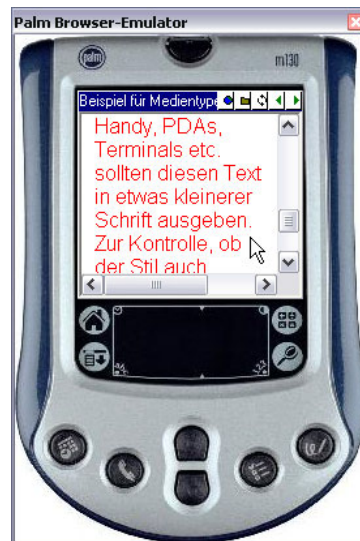 Palm Browser-Emulator
palm
m130
Beispiel für Medientype
Handy, PDAs,
Terminals etc.
sollten diesen Text
in etwas kleinerer
Schrift ausgeben.
Zur Kontrolle, ob
der Stil auch